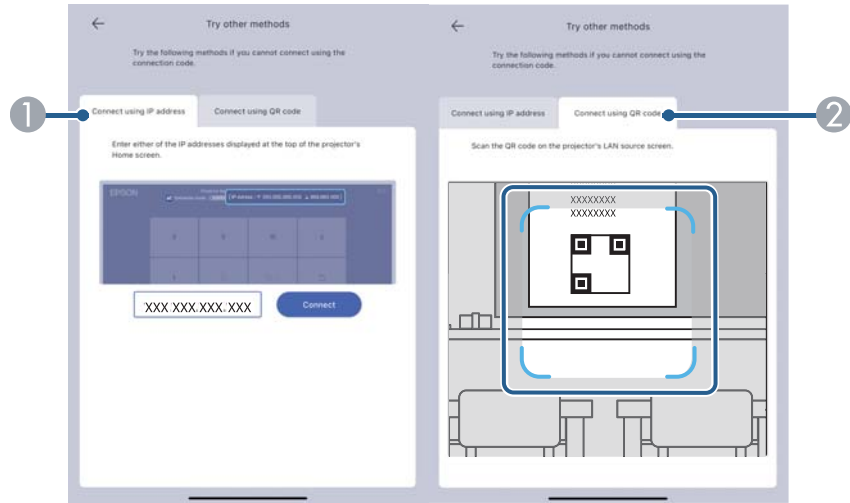 Try other methods
Try the following methods if you cannot connect using the
connection code.
Connect using IP address
Connect using QR code
Enter either of the IP addresses displayed at the top of the projector's
Home screen.
EPSON
XXX XXX.XXX.XXX
Connect
1
Try other methods
Try the following methods if you cannot connect using the
connection code.
Connect using IP address
Connect using QR code
Scan the QR code on the projector's LAN source screen.
XXXXXXXX
XXXXXXXX
2